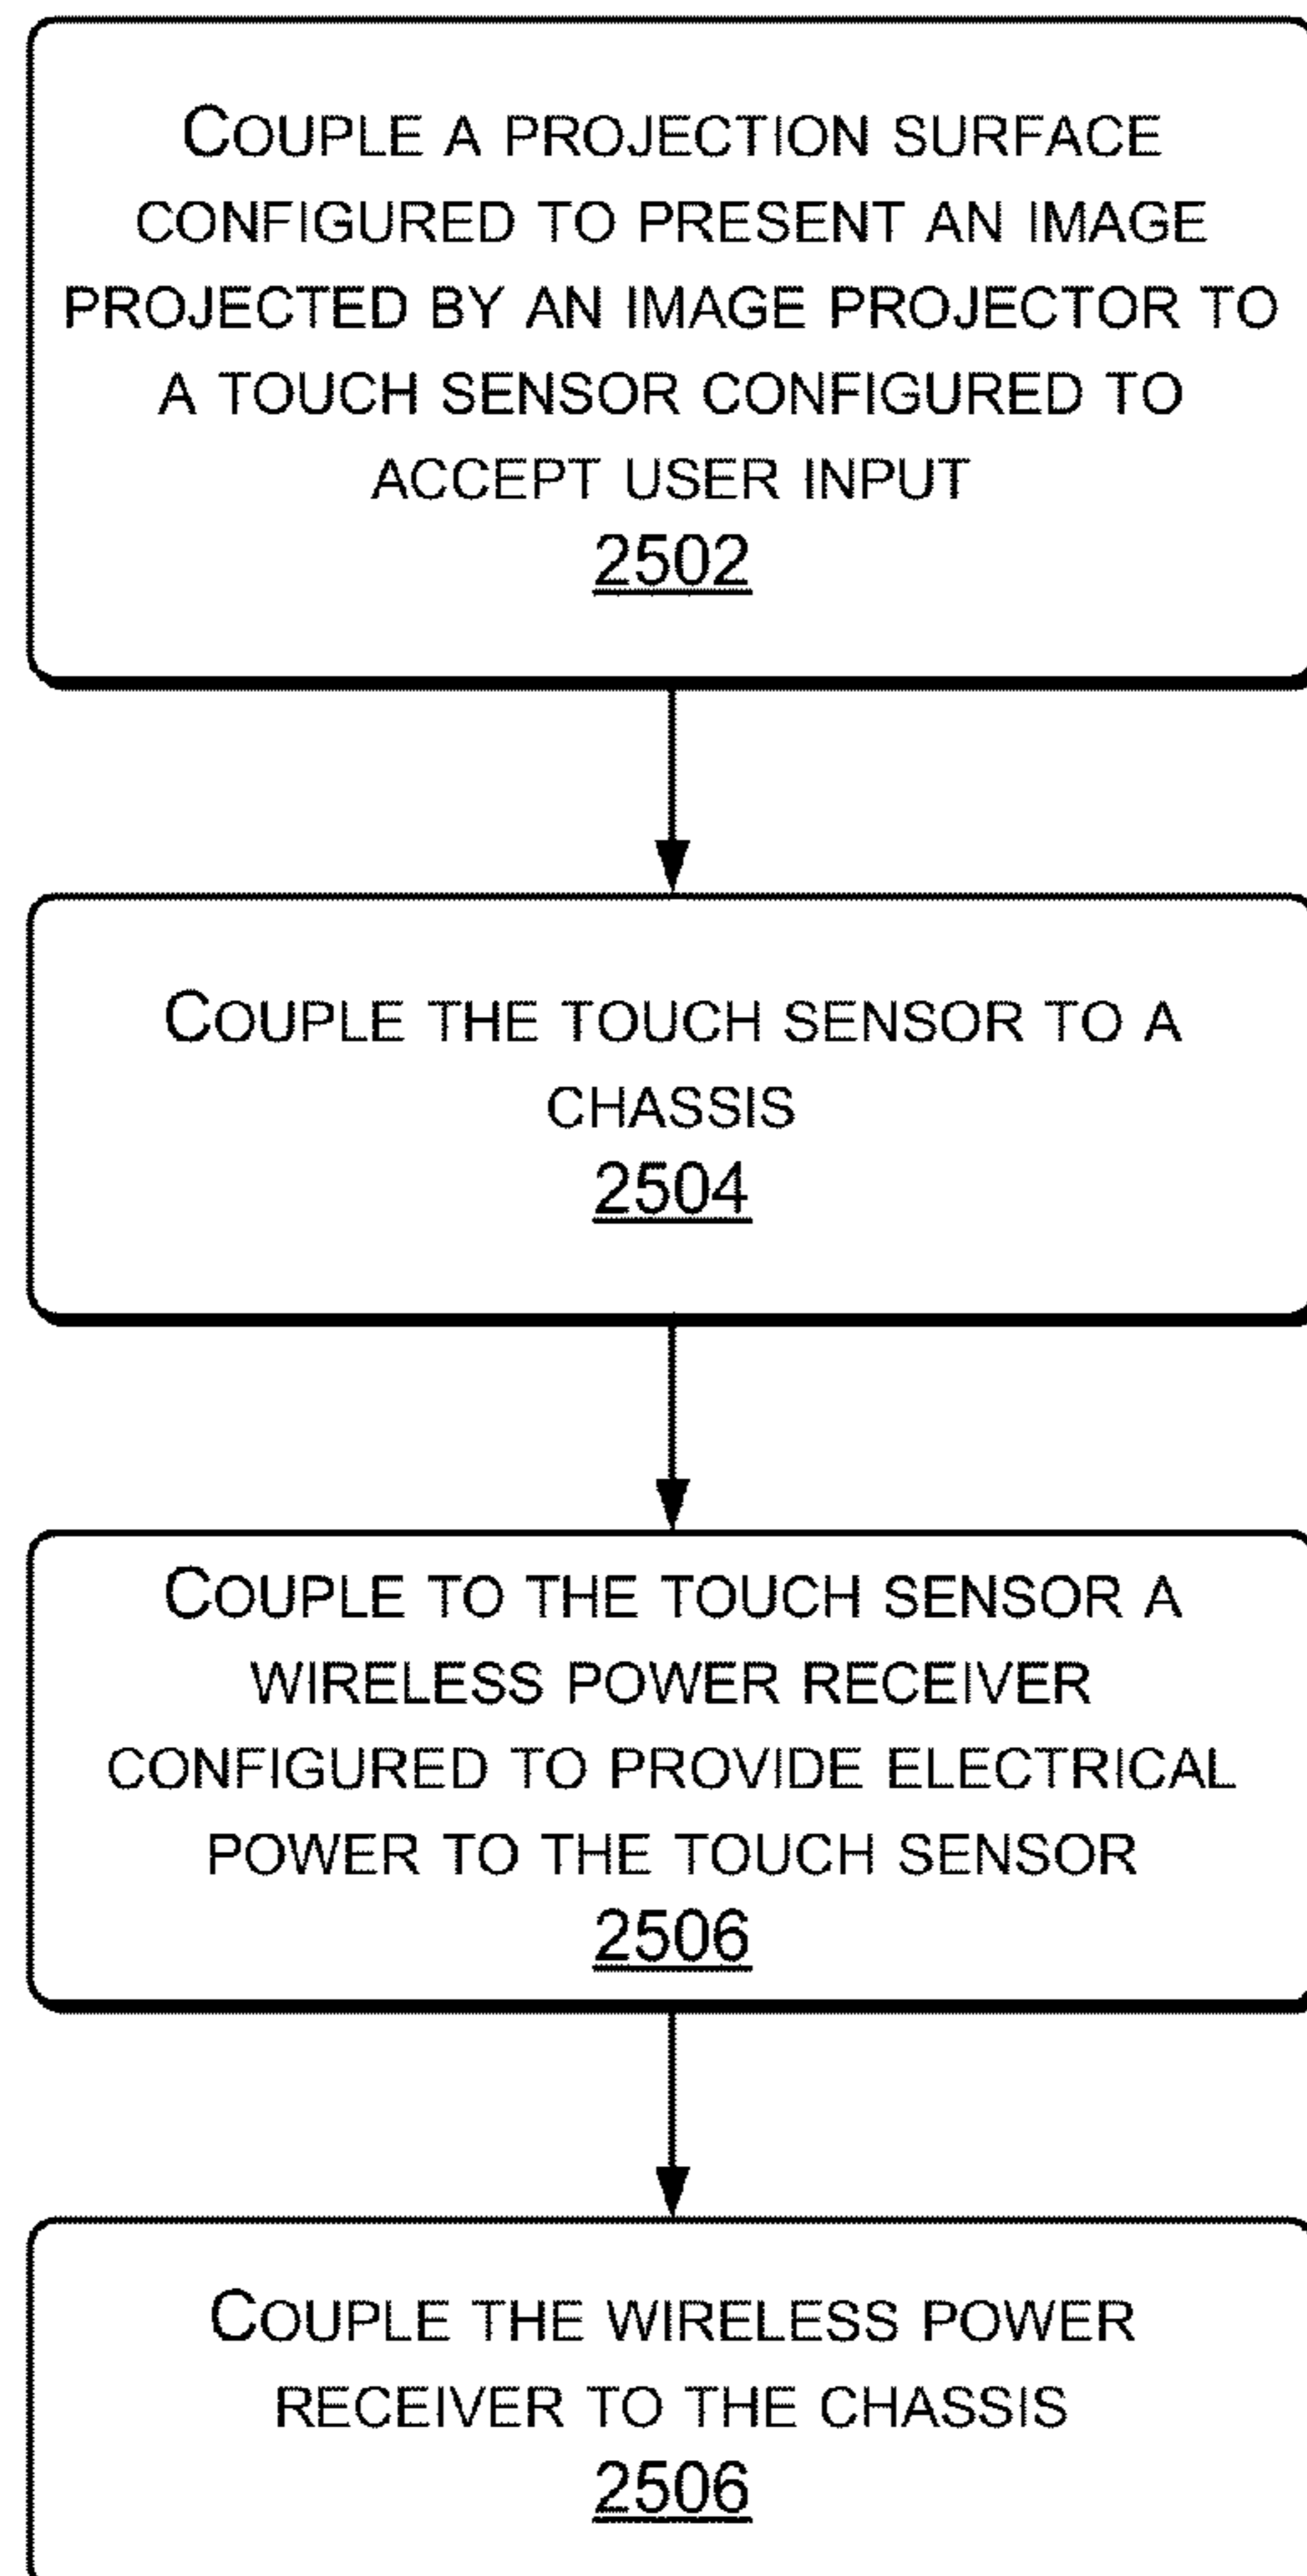 COUPLE A PROJECTION SURFACE
CONFIGURED TO PRESENT AN IMAGE
PROJECTED BY AN IMAGE PROJECTOR TO
A TOUCH SENSOR CONFIGURED TO
ACCEPT USER INPUT
2502
COUPLE THE TOUCH SENSOR TO A
CHASSIS
2504
COUPLE TO THE TOUCH SENSOR A
WIRELESS POWER RECEIVER
CONFIGURED TO PROVIDE ELECTRICAL
POWER TO THE TOUCH SENSOR
2506
COUPLE THE WIRELESS POWER
RECEIVER TO THE CHASSIS
2506